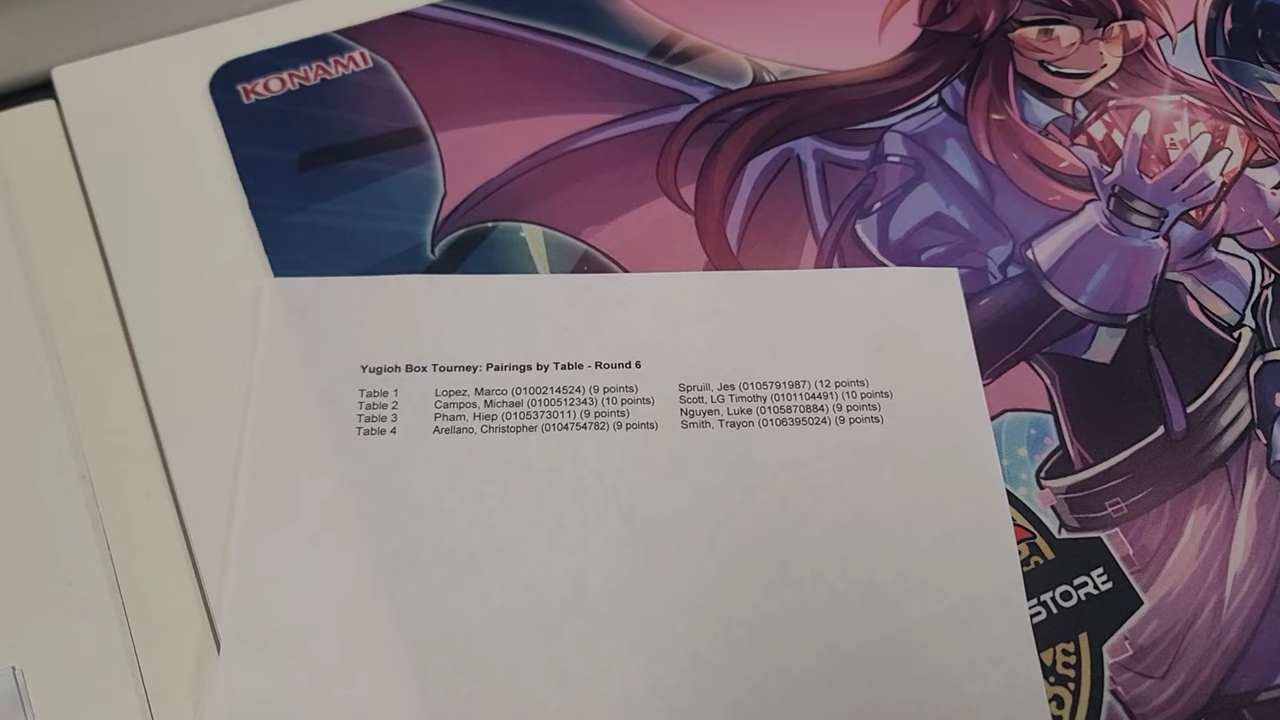 KONAMI
Yugioh Box Tourney: Pairings by Table - Round 6
Table 1 Lopez, Marco (0100214524) (9 points) Spruill, Jes (0105791987) (12 points)
Table 2 Campos, Michael (0100512343) (10 points) Scott, LG Timothy (0101104491) (10 points)
Table 3 Pham, Hiep (0105373011) (9 points) Nguyen, Luke (0105870884) (9 points)
Table 4 Arellano, Christopher (0104754782) (9 points) Smith, Trayon (0106395024) (9 points)
STORE